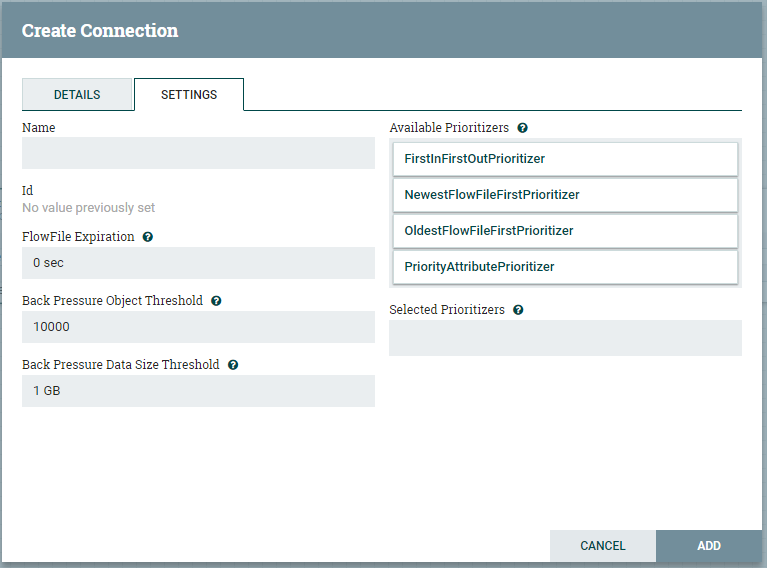 Create Connection
DETAILS
SETTINGS
Name
Id
No value previously set
FlowFile Expiration ?
0 sec
Back Pressure Object Threshold ?
10000
Back Pressure Data Size Threshold ?
1 GB
Available Prioritizers ?
FirstInFirstOutPrioritizer
NewestFlowFileFirstPrioritizer
OldestFlowFileFirstPrioritizer
PriorityAttributePrioritizer
Selected Prioritizers ?
CANCEL
ADD